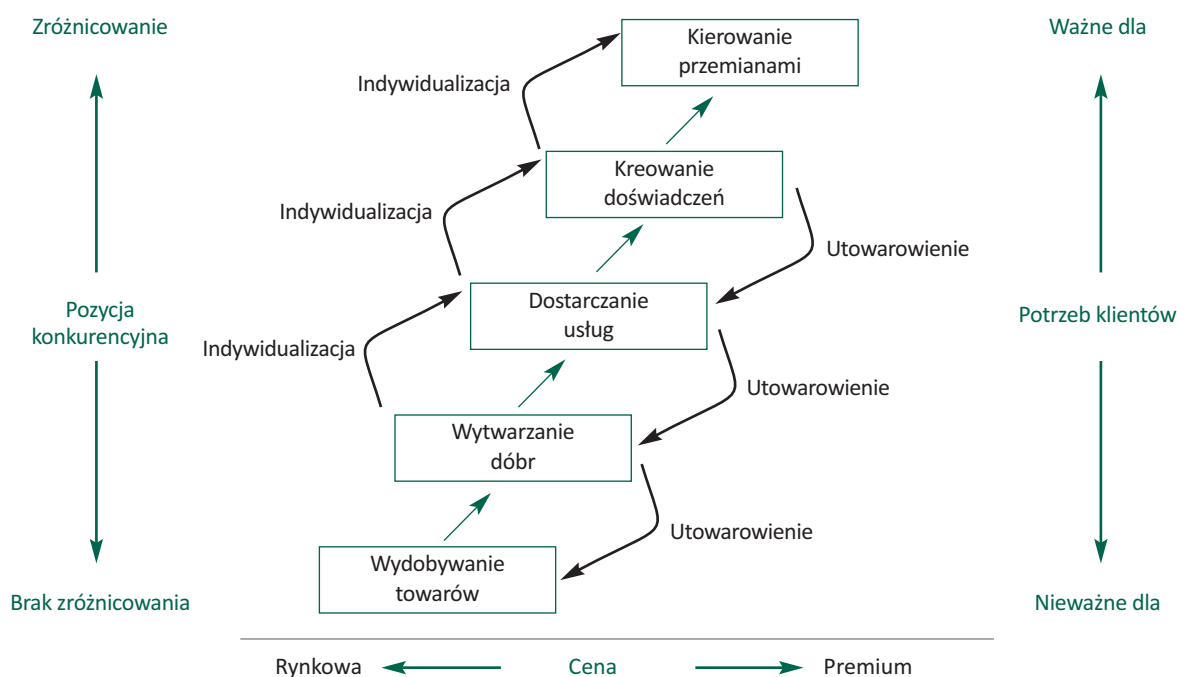 Zróżnicowanie
Kierowanie
przemianami
Ważne dla
Indywidualizacja
Kreowanie
doświadczeń
Indywidualizacja
Utowarowienie
Pozycja
konkurencyjna
Dostarczanie
usług
Potrzeb klientów
Indywidualizacja
Utowarowienie
Wytwarzanie
dóbr
Utowarowienie
Wydobywanie
towarów
Brak zróżnicowania
Nieważne dla
Rynkowa
Cena
Premium